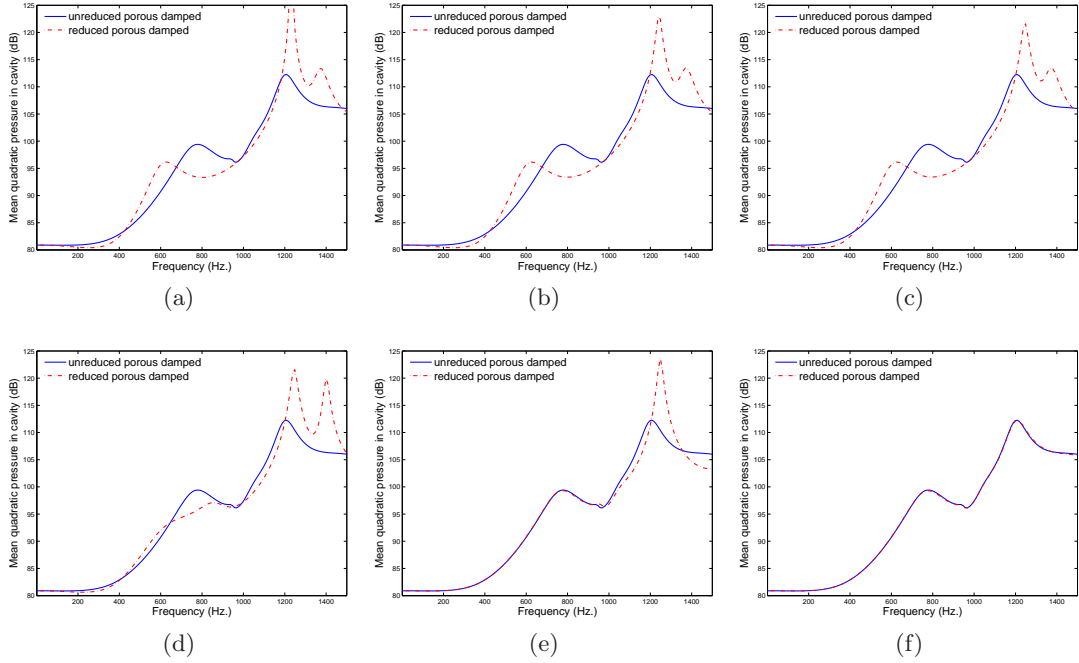 unreduced porous damped
reduced porous damped
Mean quadratic pressure in cavity (dB)
125
120
115
110
105
100
95
90
85
80
200 400 600 800 1000 1200 1400
Frequency (Hz.)
(a)
unreduced porous damped
reduced porous damped
Mean quadratic pressure in cavity (dB)
125
120
115
110
105
100
95
90
85
80
200 400 600 800 1000 1200 1400
Frequency (Hz.)
(b)
unreduced porous damped
reduced porous damped
Mean quadratic pressure in cavity (dB)
125
120
115
110
105
100
95
90
85
80
200 400 600 800 1000 1200 1400
Frequency (Hz.)
(c)
unreduced porous damped
reduced porous damped
Mean quadratic pressure in cavity (dB)
125
120
115
110
105
100
95
90
85
80
200 400 600 800 1000 1200 1400
Frequency (Hz.)
(d)
unreduced porous damped
reduced porous damped
Mean quadratic pressure in cavity (dB)
125
120
115
110
105
100
95
90
85
80
200 400 600 800 1000 1200 1400
Frequency (Hz.)
(e)
unreduced porous damped
reduced porous damped
Mean quadratic pressure in cavity (dB)
125
120
115
110
105
100
95
90
85
80
200 400 600 800 1000 1200 1400
Frequency (Hz.)
(f)